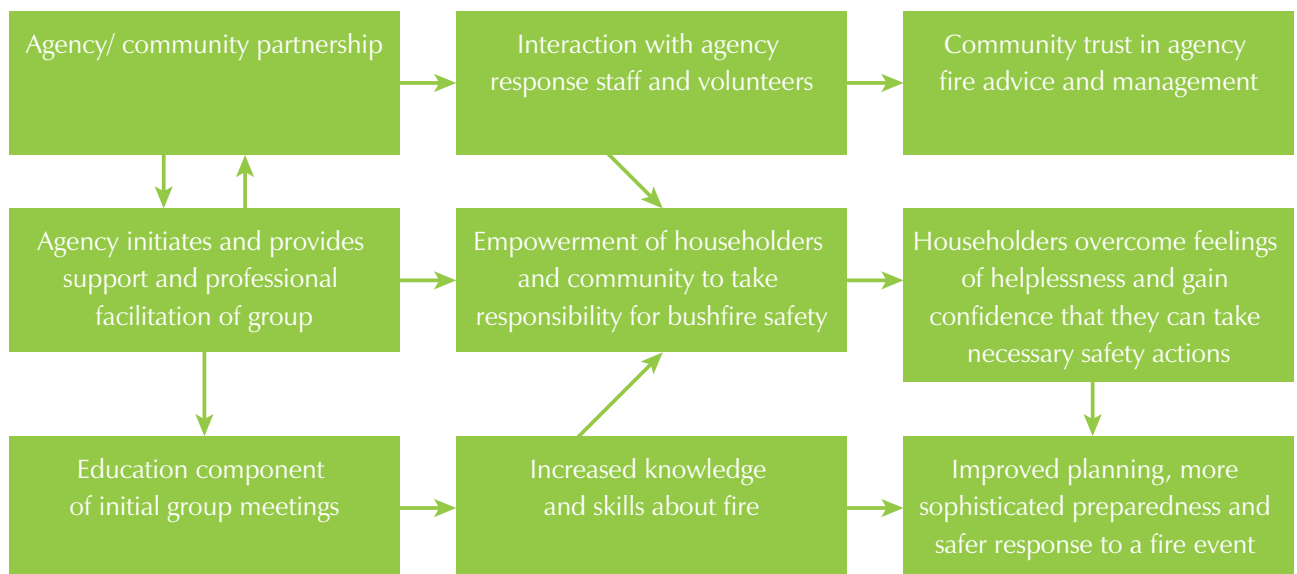 Agency/ community partnership
Interaction with agency
response staff and volunteers
Community trust in agency
fire advice and management
Agency initiates and provides
support and professional
facilitation of group
Empowerment of householders
and community to take
responsibility for bushfire safety
Householders overcome feelings
of helplessness and gain
confidence that they can take
necessary safety actions
Education component
of initial group meetings
Increased knowledge
and skills about fire
Improved planning, more
sophisticated preparedness and
safer response to a fire event